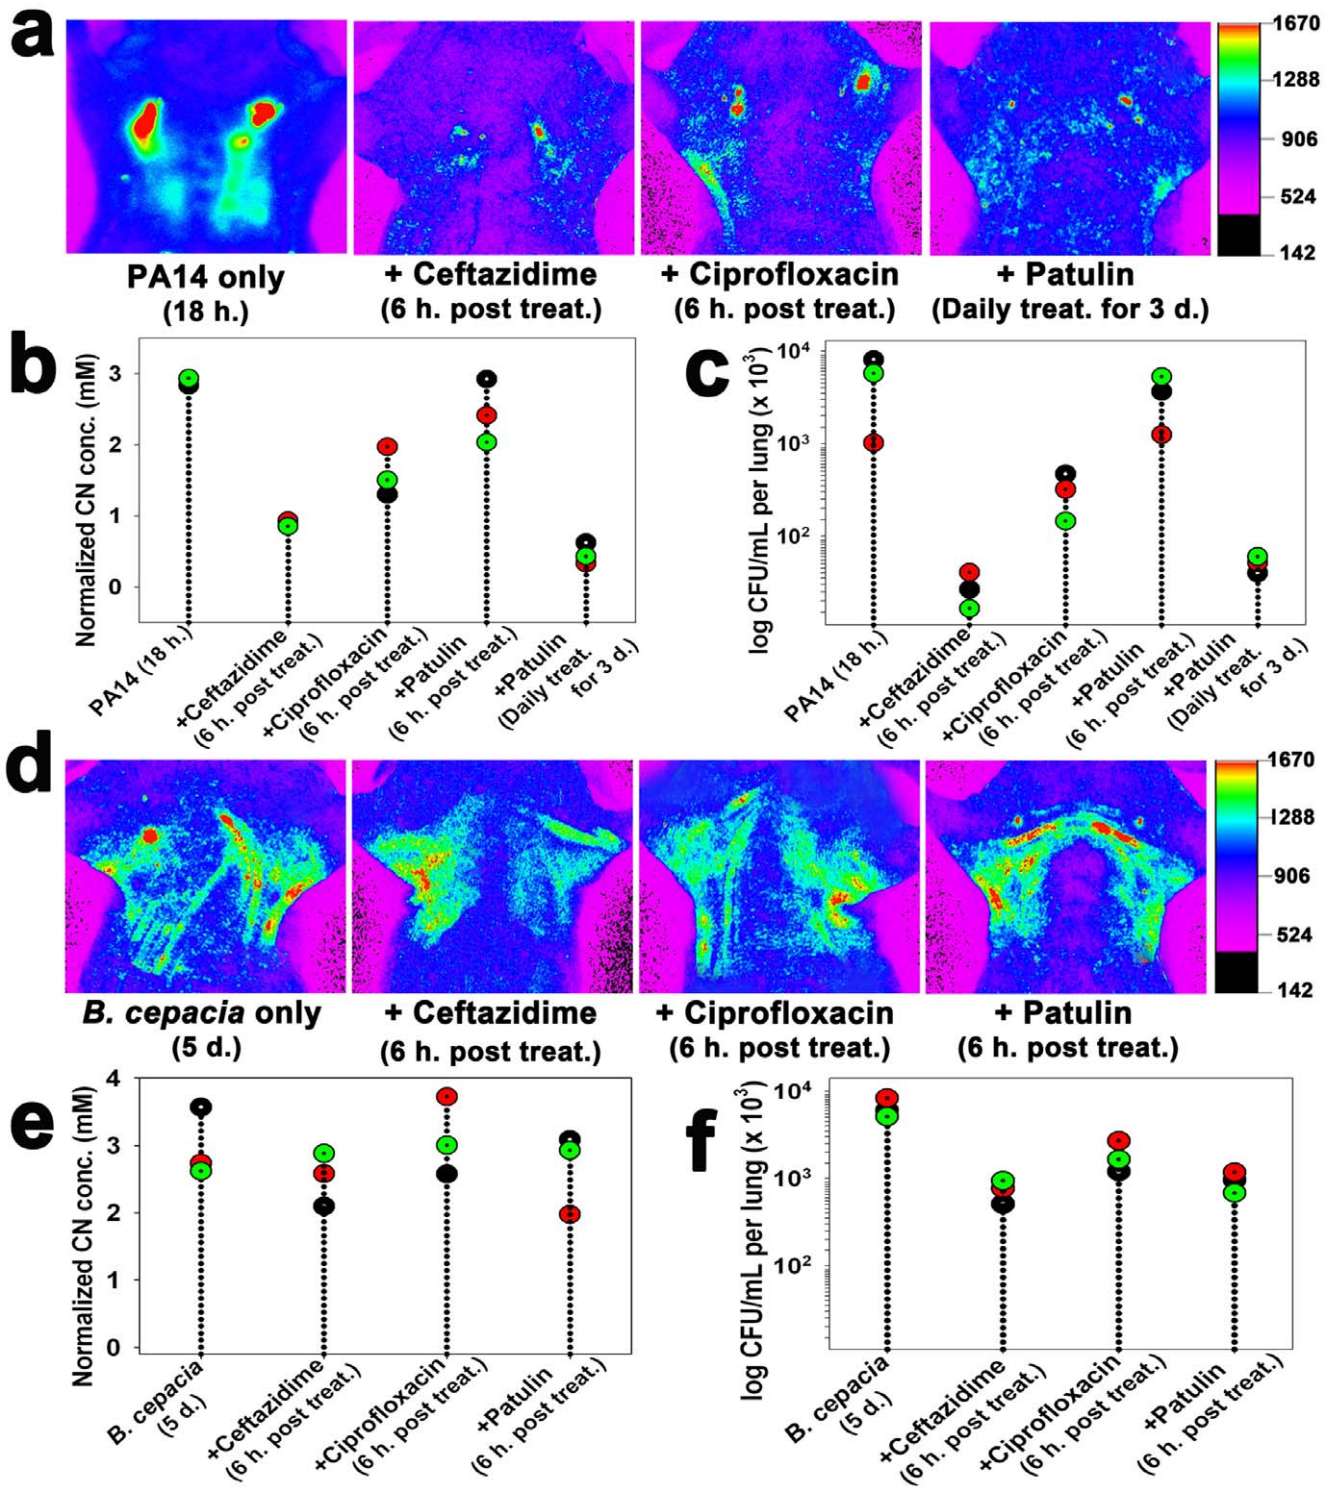 a
1670
1288
906
524
142
PA14 only
(18 h.)
+ Ceftazidime
(6 h. post treat.)
+ Ciprofloxacin
(6 h. post treat.)
+ Patulin
(Daily treat. for 3 d.)
b
Normalized CN conc. (mM)
3
2
1
0
PA14 (18 h.)
+Ceftazidime
(6 h. post treat.)
+Ciprofloxacin
(6 h. post treat.)
+Patulin
(6 h. post treat.)
+Patulin
(Daily treat.
for 3 d.)
c
log CFU/mL per lung (x 10³)
10⁴
10³
10²
PA14 (18 h.)
+Ceftazidime
(6 h. post treat.)
+Ciprofloxacin
(6 h. post treat.)
+Patulin
(6 h. post treat.)
+Patulin
(Daily treat.
for 3 d.)
d
1670
1288
906
524
142
B. cepacia only
(5 d.)
+ Ceftazidime
(6 h. post treat.)
+ Ciprofloxacin
(6 h. post treat.)
+ Patulin
(6 h. post treat.)
e
Normalized CN conc. (mM)
4
3
2
1
0
B. cepacia
(5 d.)
+Ceftazidime
(6 h. post treat.)
+Ciprofloxacin
(6 h. post treat.)
+Patulin
(6 h. post treat.)
f
log CFU/mL per lung (x 10³)
10⁴
10³
10²
B. cepacia
(5 d.)
+Ceftazidime
(6 h. post treat.)
+Ciprofloxacin
(6 h. post treat.)
+Patulin
(6 h. post treat.)